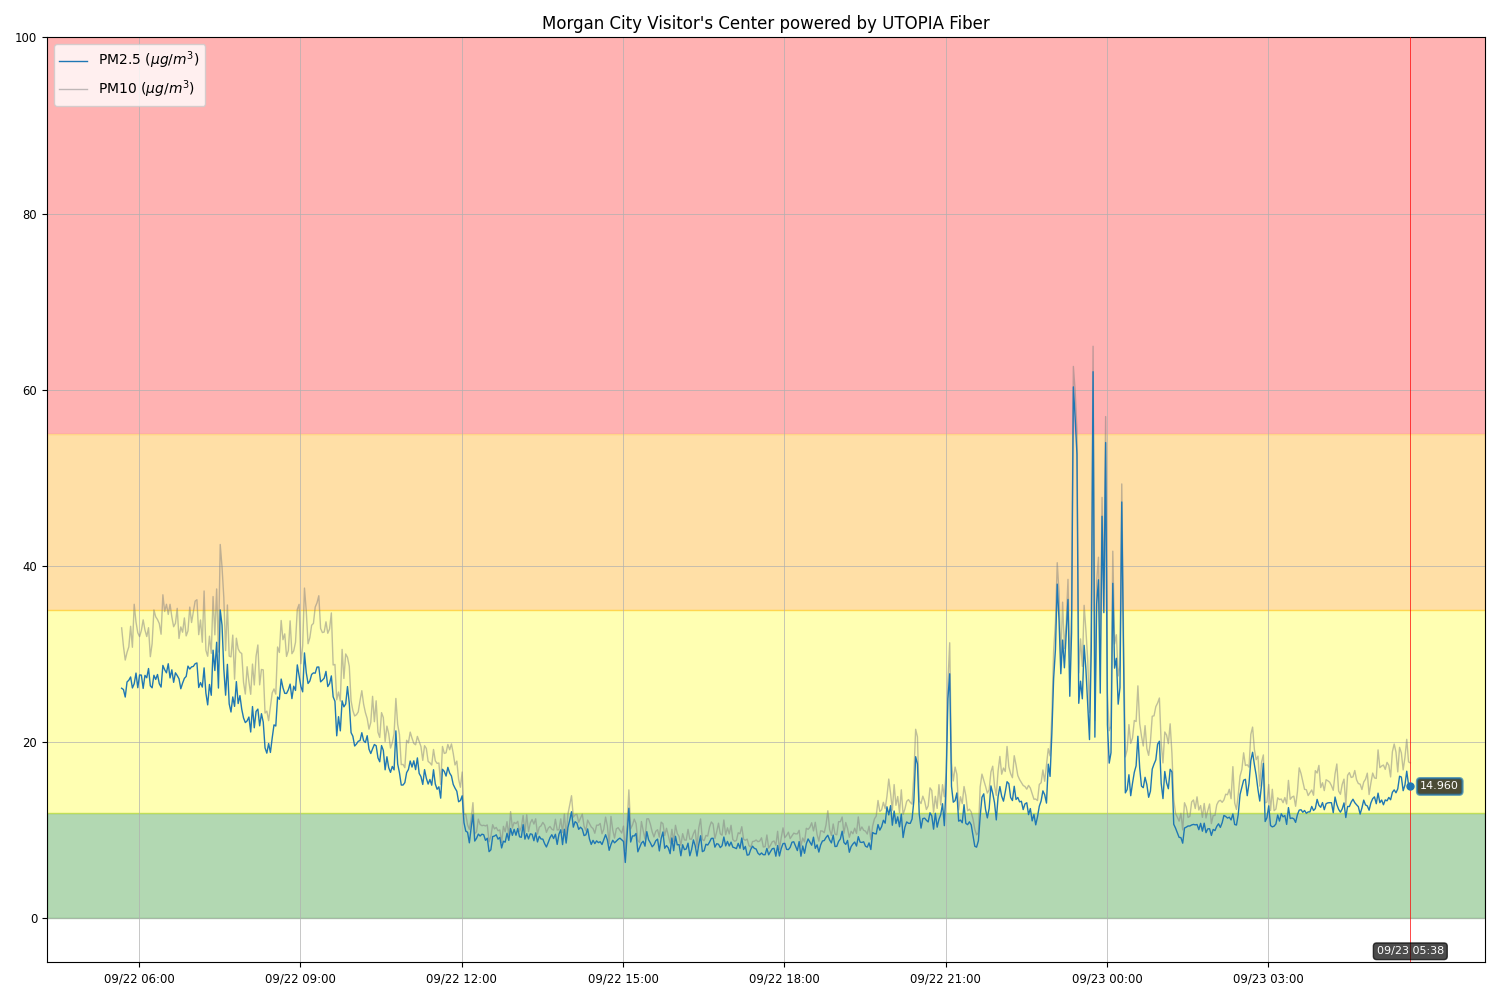 Morgan City Visitor's Center powered by UTOPIA Fiber
100
PM2.5 (μg/m³)
PM10 (μg/m³)
80
60
40
20
14.960
0
09/23 05:38
09/22 06:00 09/22 09:00 09/22 12:00 09/22 15:00 09/22 18:00 09/22 21:00 09/23 00:00 09/23 03:00